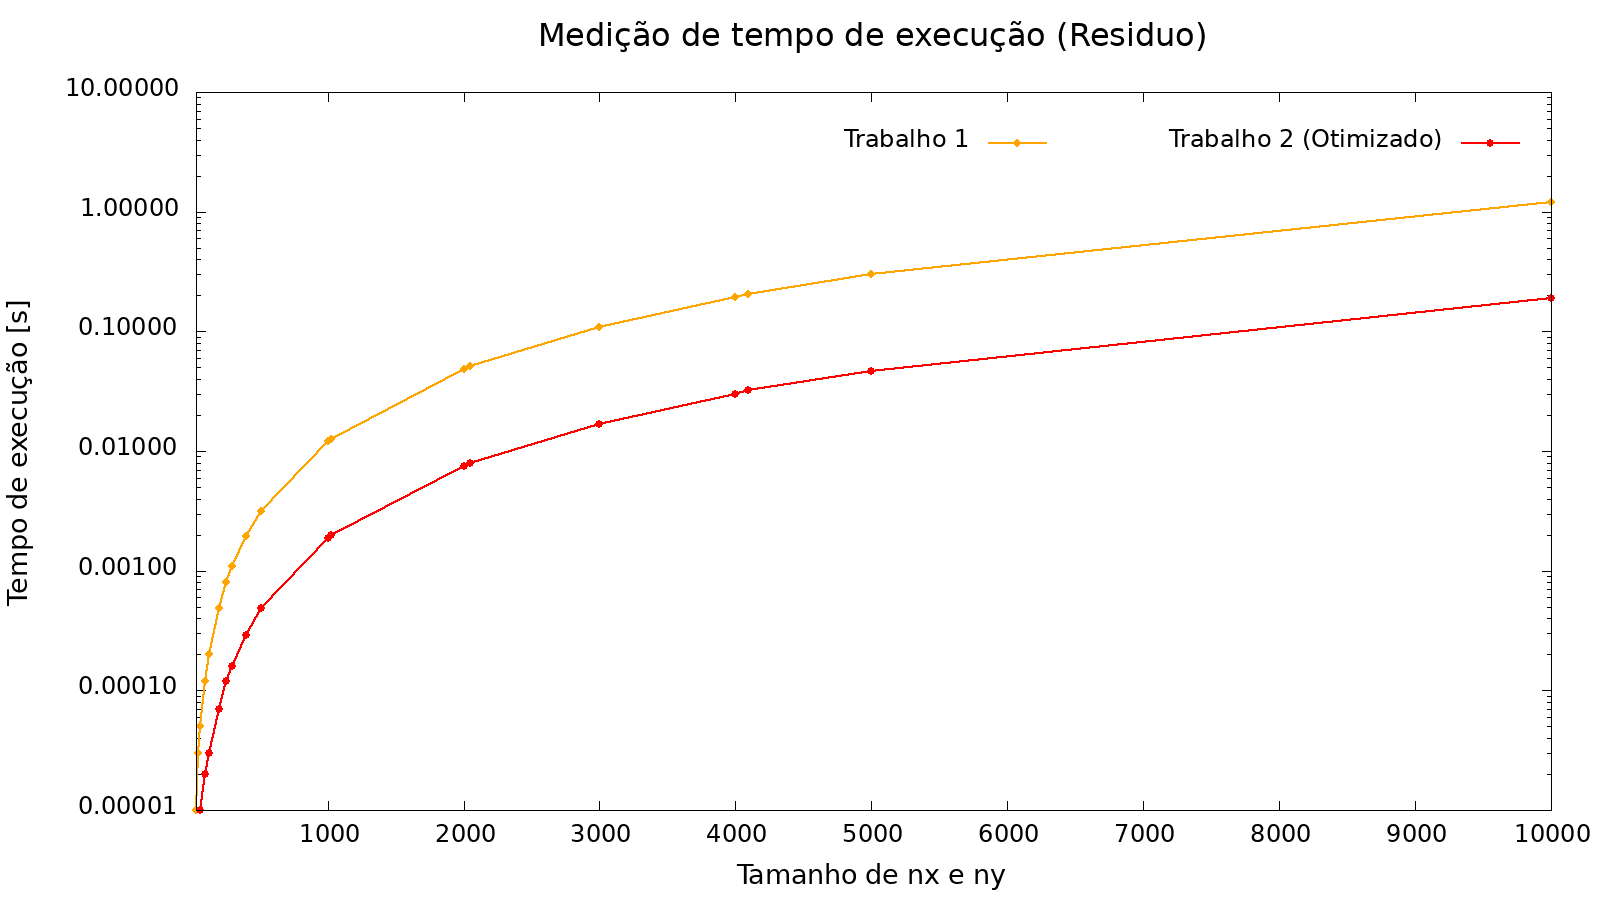 Medição de tempo de execução (Residuo)
10.00000
1.00000
0.10000
0.01000
0.00100
0.00010
0.00001
Tempo de execução [s]
Trabalho 1
Trabalho 2 (Otimizado)
1000 2000 3000 4000 5000 6000 7000 8000 9000 10000
Tamanho de nx e ny